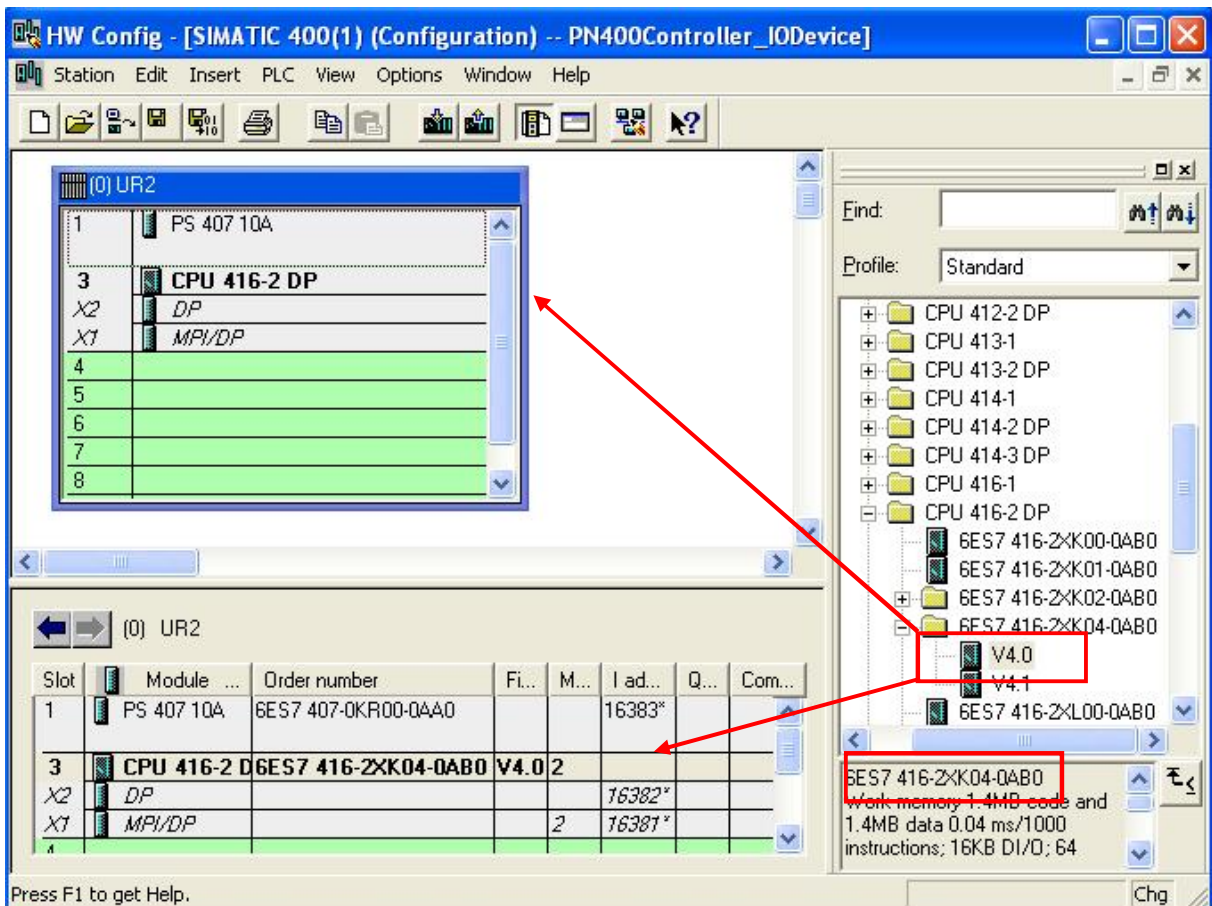 HW Config - [SIMATIC 400(1) (Configuration) -- PN400Controller_IODevice]
Station Edit Insert PLC View Options Window Help
(0) UR2
1 PS 407 10A
3 CPU 416-2 DP
X2 DP
X1 MPI/DP
4
5
6
7
8
Find:
Profile: Standard
CPU 412-2 DP
CPU 413-1
CPU 413-2 DP
CPU 414-1
CPU 414-2 DP
CPU 414-3 DP
CPU 416-1
CPU 416-2 DP
6ES7 416-2XK00-0AB0
6ES7 416-2XK01-0AB0
6ES7 416-2XK02-0AB0
6ES7 416-2XK04-0AB0
V4.0
V4.1
6ES7 416-2XL00-0AB0
(0) UR2
Slot Module ... Order number Fi... M... I ad... Q... Com...
1 PS 407 10A 6ES7 407-0KR00-0AA0 16383*
3 CPU 416-2 D 6ES7 416-2XK04-0AB0 V4.0 2
X2 DP 16382*
X1 MPI/DP 2 16381*
4
6ES7 416-2XK04-0AB0
Work memory 1.4MB code and
1.4MB data 0.04 ms/1000
instructions; 16KB DI/O; 64
Press F1 to get Help.
Chg